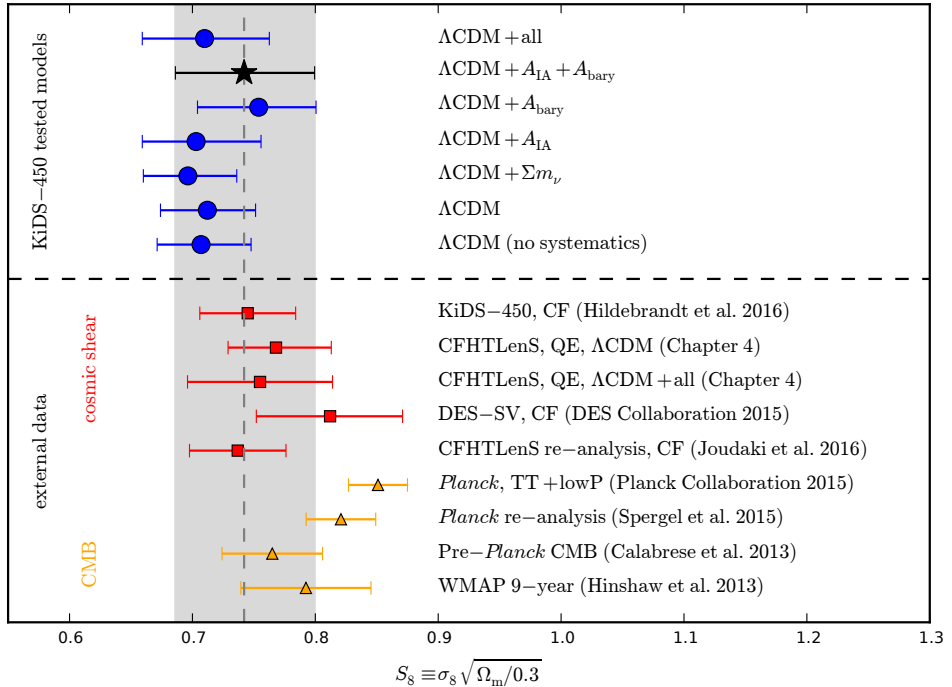 KiDS−450 tested models
ΛCDM + all
ΛCDM + A_IA + A_bary
ΛCDM + A_bary
ΛCDM + A_IA
ΛCDM + Σm_ν
ΛCDM
ΛCDM (no systematics)
external data
cosmic shear
KiDS−450, CF (Hildebrandt et al. 2016)
CFHTLenS, QE, ΛCDM (Chapter 4)
CFHTLenS, QE, ΛCDM + all (Chapter 4)
DES−SV, CF (DES Collaboration 2015)
CFHTLenS re−analysis, CF (Joudaki et al. 2016)
CMB
Planck, TT + lowP (Planck Collaboration 2015)
Planck re−analysis (Spergel et al. 2015)
Pre−Planck CMB (Calabrese et al. 2013)
WMAP 9−year (Hinshaw et al. 2013)
0.6 0.7 0.8 0.9 1.0 1.1 1.2 1.3
S_8 ≡ σ_8 √Ω_m/0.3